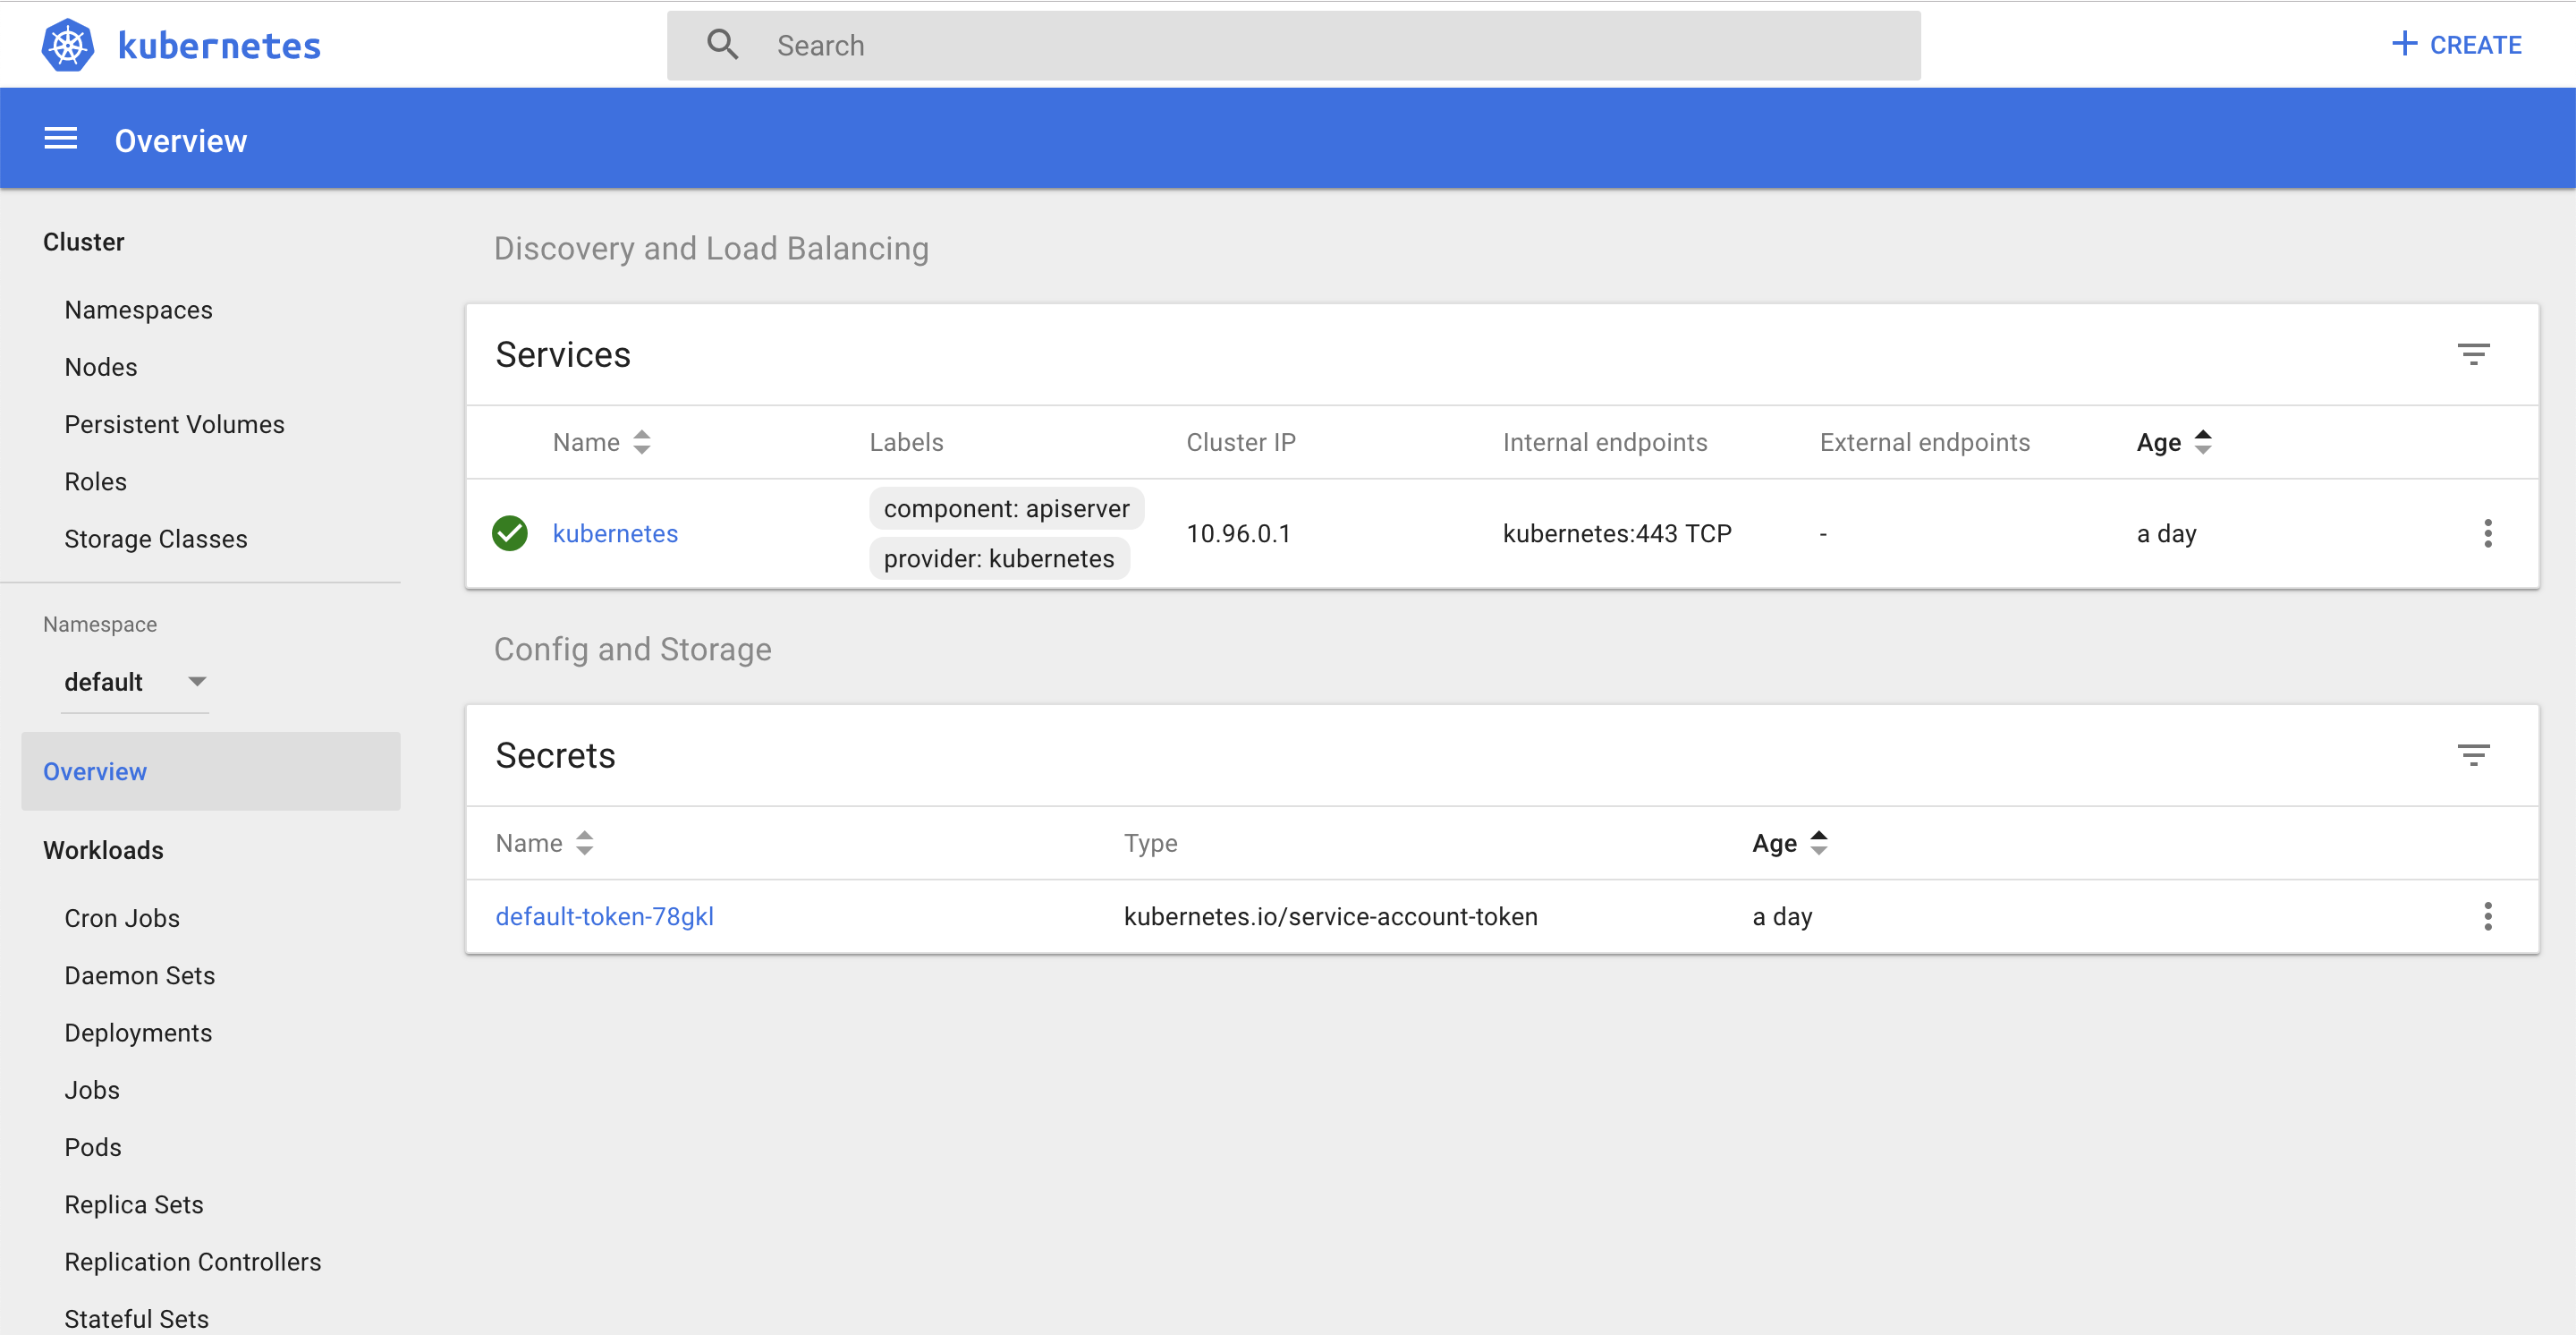 kubernetes
Search
+ CREATE
Overview
Cluster
Namespaces
Nodes
Persistent Volumes
Roles
Storage Classes
Namespace
default
Overview
Workloads
Cron Jobs
Daemon Sets
Deployments
Jobs
Pods
Replica Sets
Replication Controllers
Stateful Sets
Discovery and Load Balancing
Services
Name Labels Cluster IP Internal endpoints External endpoints Age
kubernetes component: apiserver provider: kubernetes 10.96.0.1 kubernetes:443 TCP - a day
Config and Storage
Secrets
Name Type Age
default-token-78gkl kubernetes.io/service-account-token a day